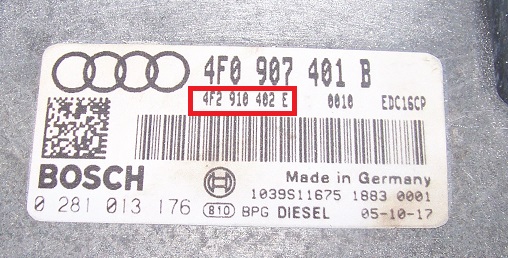 4F0 907 401 B
4F2 910 402 E 0010 EDC16CP
BOSCH
Made in Germany
1039S11675 1883 0001
0 281 013 176 810 BPG DIESEL 05-10-17